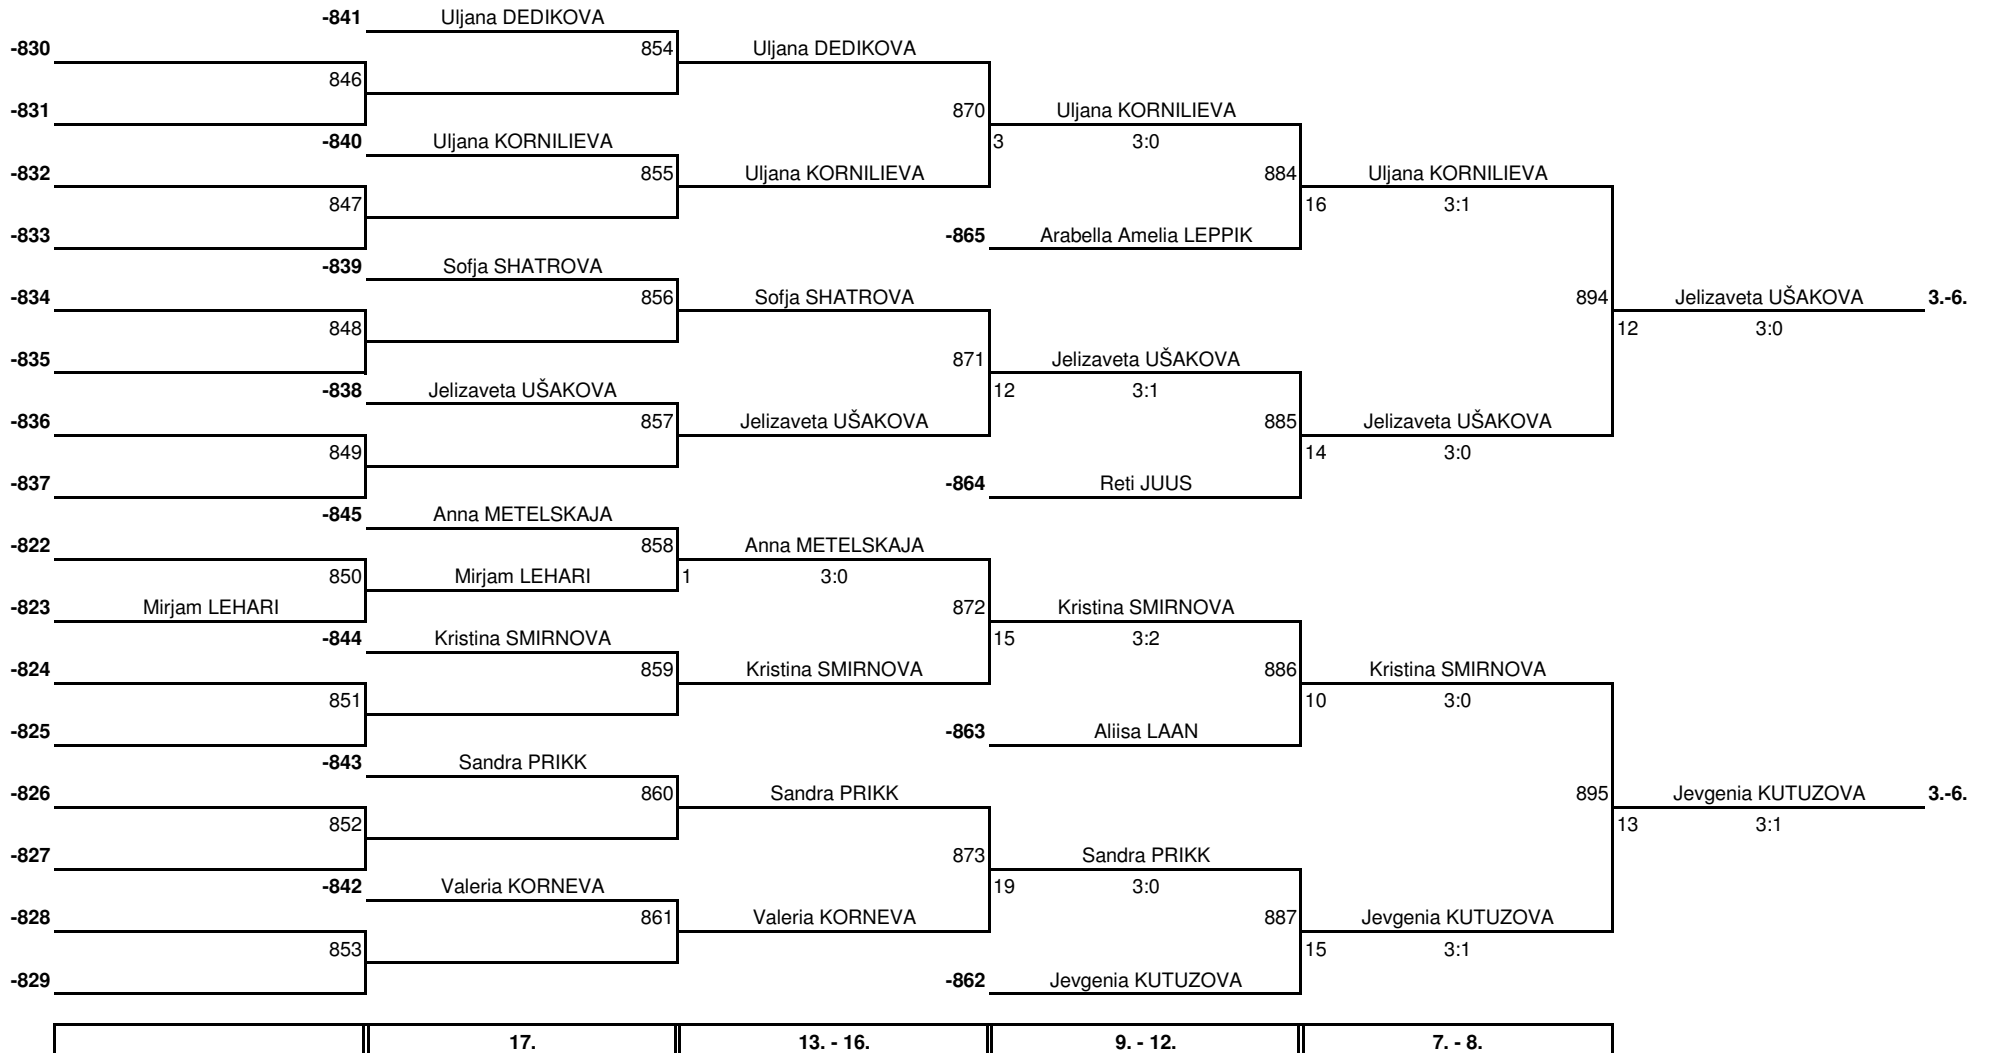 -841 Uljana DEDIKOVA
-830 854 Uljana DEDIKOVA
846
-831 870 Uljana KORNILIEVA
-840 Uljana KORNILIEVA 3 3:0
-832 855 Uljana KORNILIEVA 884 Uljana KORNILIEVA
847 16 3:1
-833 -865 Arabella Amelia LEPPIK
-839 Sofja SHATROVA
-834 856 Sofja SHATROVA 894 Jelizaveta UŠAKOVA 3.-6.
848 12 3:0
-835 871 Jelizaveta UŠAKOVA
-838 Jelizaveta UŠAKOVA 12 3:1
-836 857 Jelizaveta UŠAKOVA 885 Jelizaveta UŠAKOVA
849 14 3:0
-837 -864 Reti JUUS
-845 Anna METELSKAJA
-822 858 Anna METELSKAJA
850 Mirjam LEHARI 1 3:0
-823 Mirjam LEHARI 872 Kristina SMIRNOVA
-844 Kristina SMIRNOVA 15 3:2
-824 859 Kristina SMIRNOVA 886 Kristina SMIRNOVA
851 10 3:0
-825 -863 Aliisa LAAN
-843 Sandra PRIKK
-826 860 Sandra PRIKK 895 Jevgenia KUTUZOVA 3.-6.
852 13 3:1
-827 873 Sandra PRIKK
-842 Valeria KORNEVA 19 3:0
-828 861 Valeria KORNEVA 887 Jevgenia KUTUZOVA
853 15 3:1
-829 -862 Jevgenia KUTUZOVA
17. 13. - 16. 9. - 12. 7. - 8.